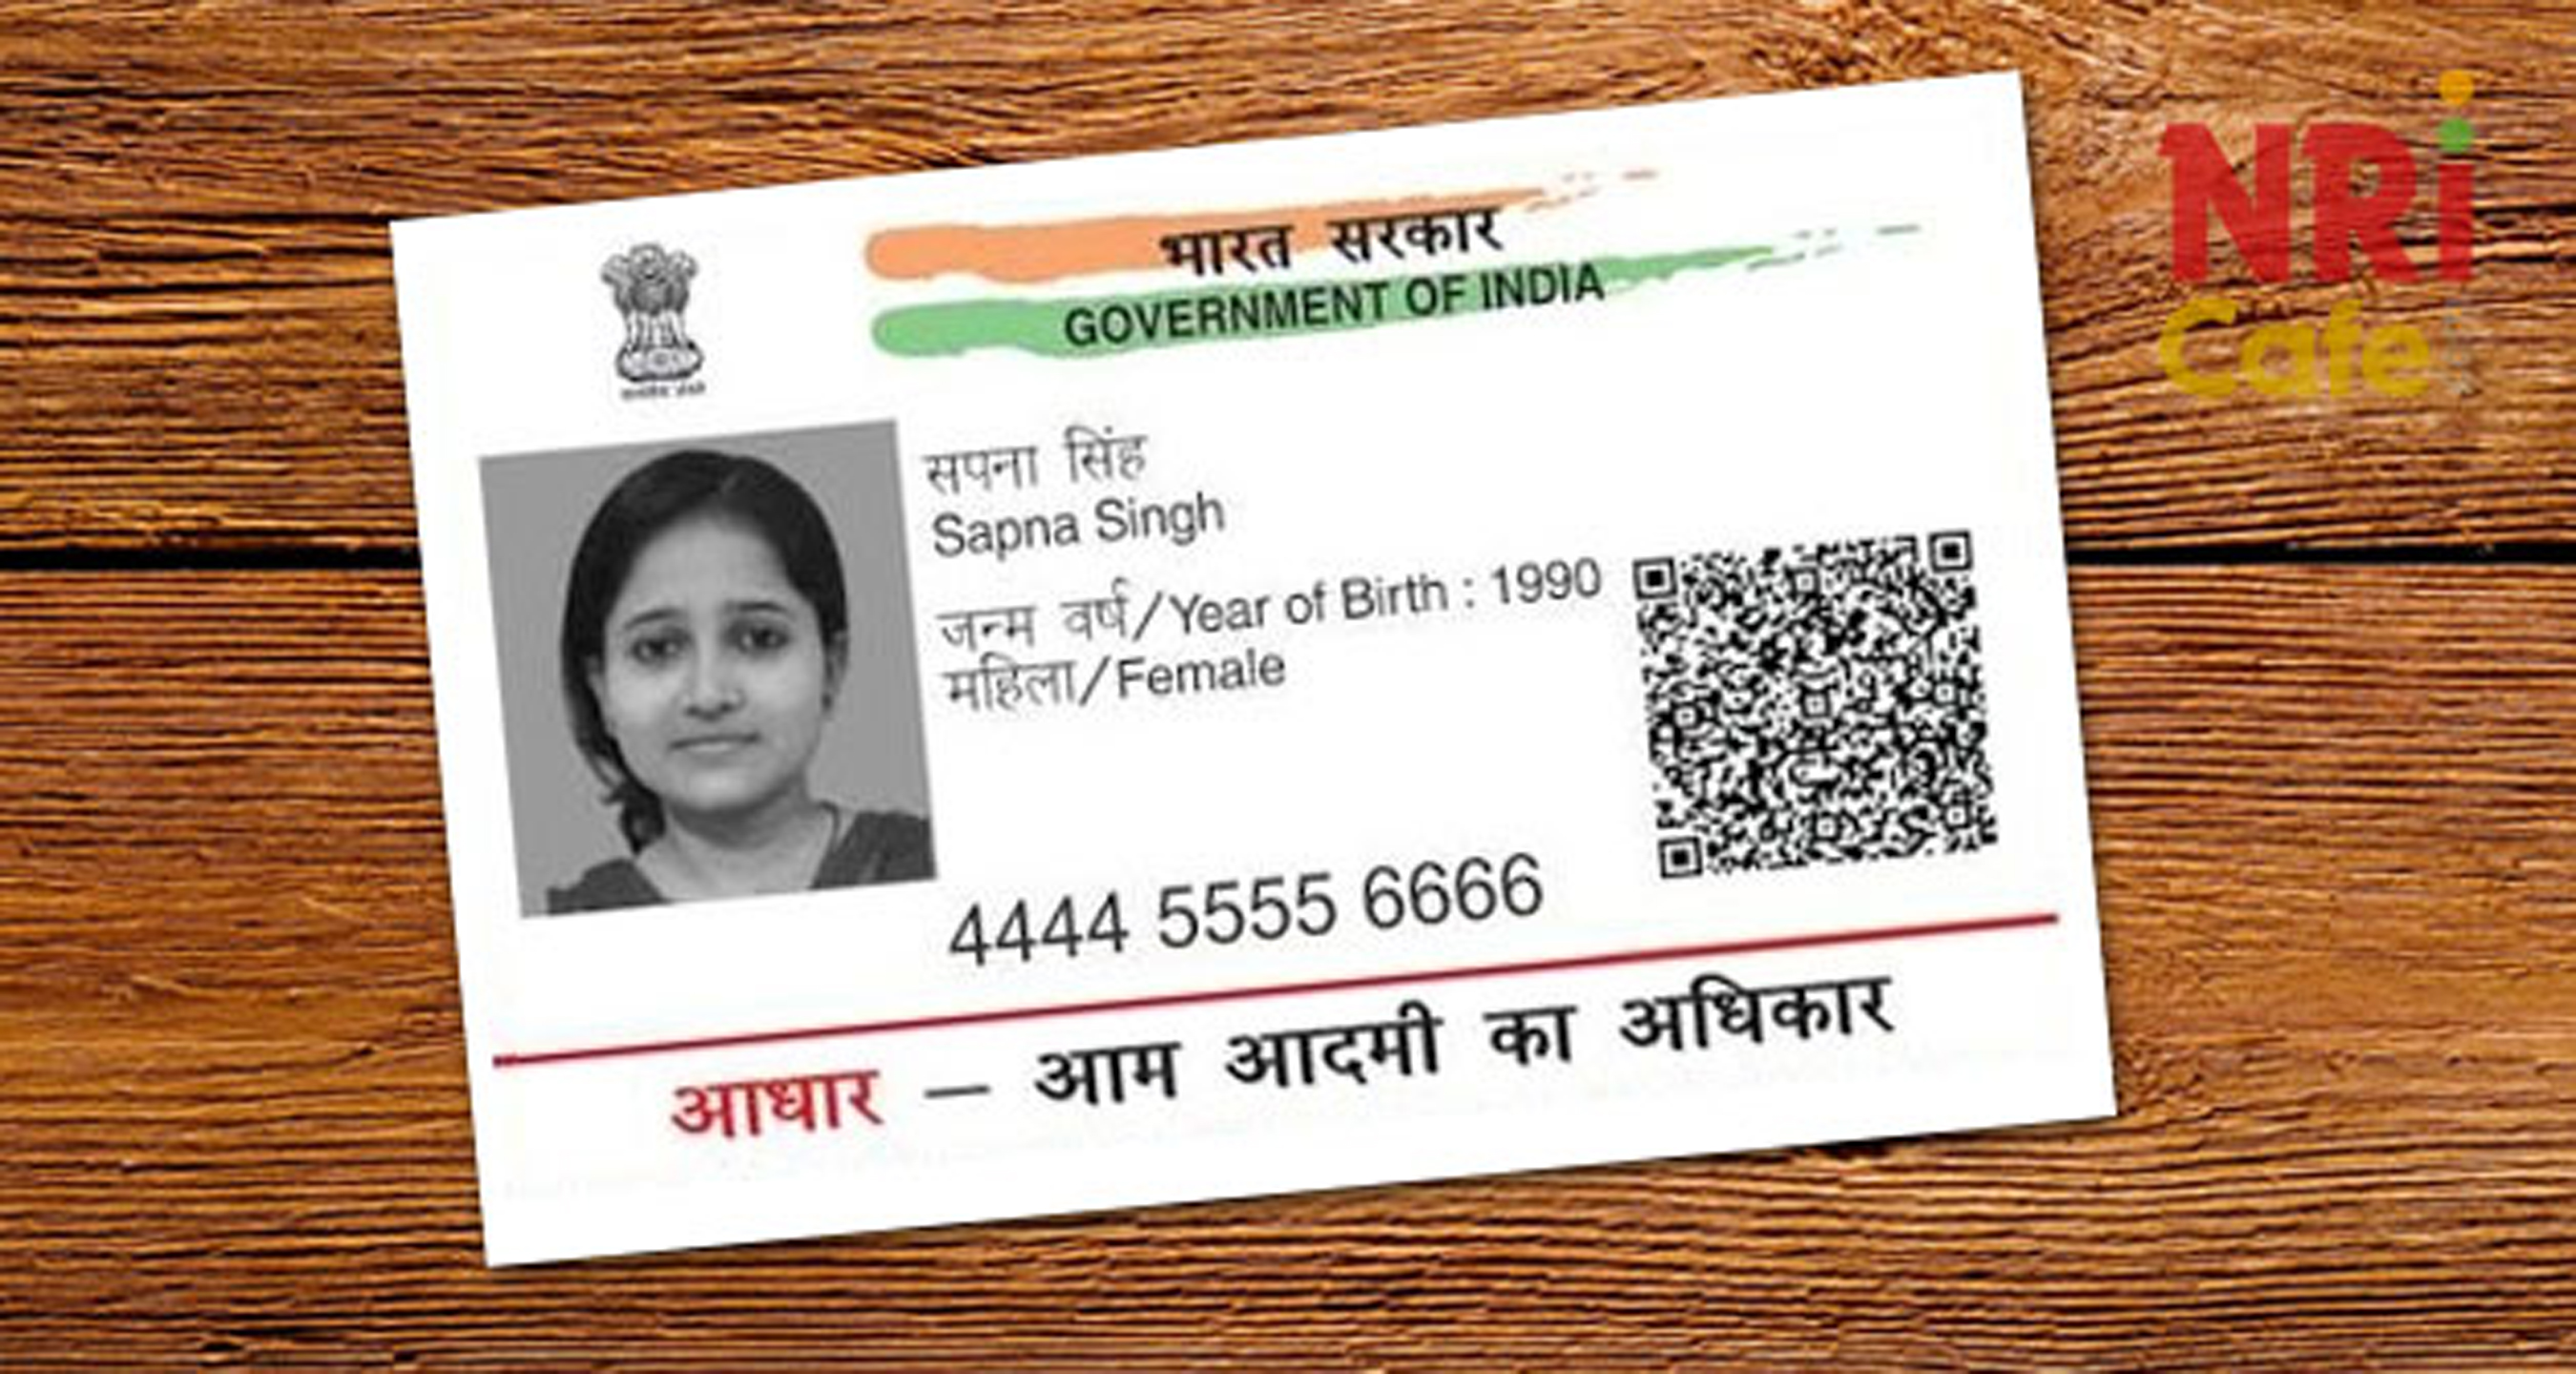 भारत सरकार
GOVERNMENT OF INDIA
सपना सिंह
Sapna Singh
जन्म वर्ष/Year of Birth : 1990
महिला/Female
4444 5555 6666
आधार – आम आदमी का अधिकार
NRi
Cafe